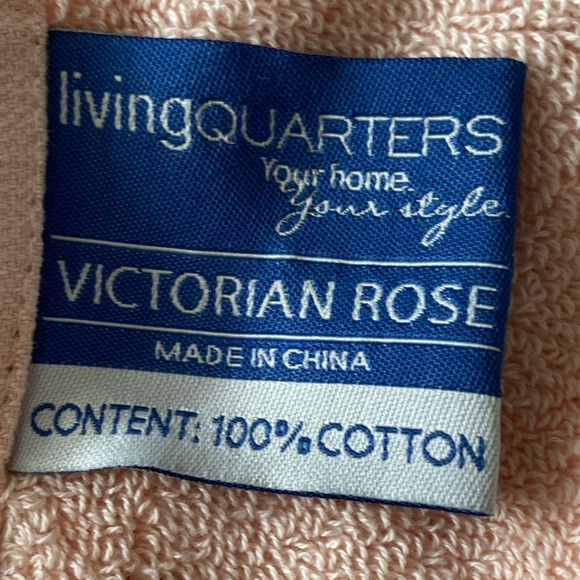 livingQUARTERS
Your home.
Your style.
VICTORIAN ROSE
MADE IN CHINA
CONTENT: 100% COTTON